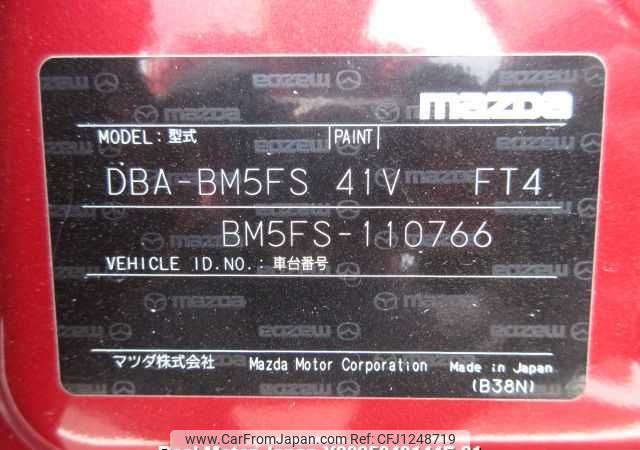 mazda
MODEL: 型式 PAINT
DBA-BM5FS 41V FT4
BM5FS-110766
VEHICLE ID.NO.: 車台番号
マツダ株式会社 Mazda Motor Corporation Made in Japan
(B38N)
www.CarFromJapan.com CFJ1248719